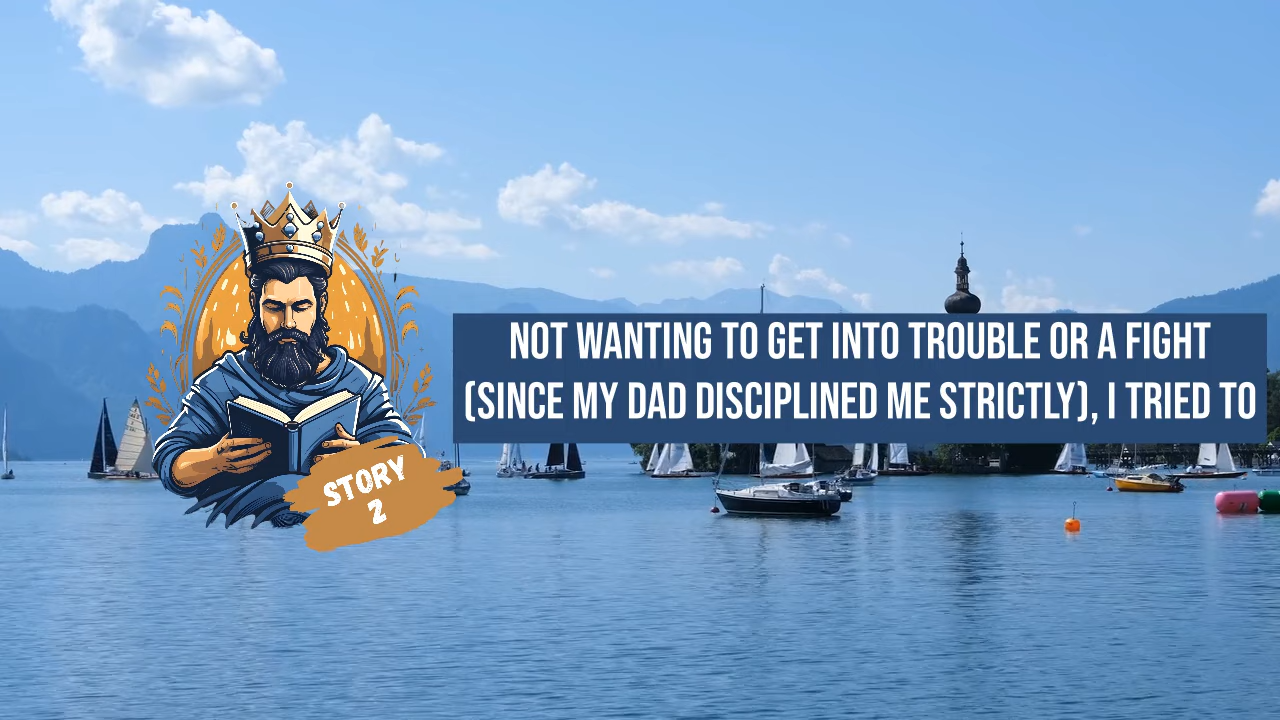 NOT WANTING TO GET INTO TROUBLE OR A FIGHT
(SINCE MY DAD DISCIPLINED ME STRICTLY), I TRIED TO
STORY
2